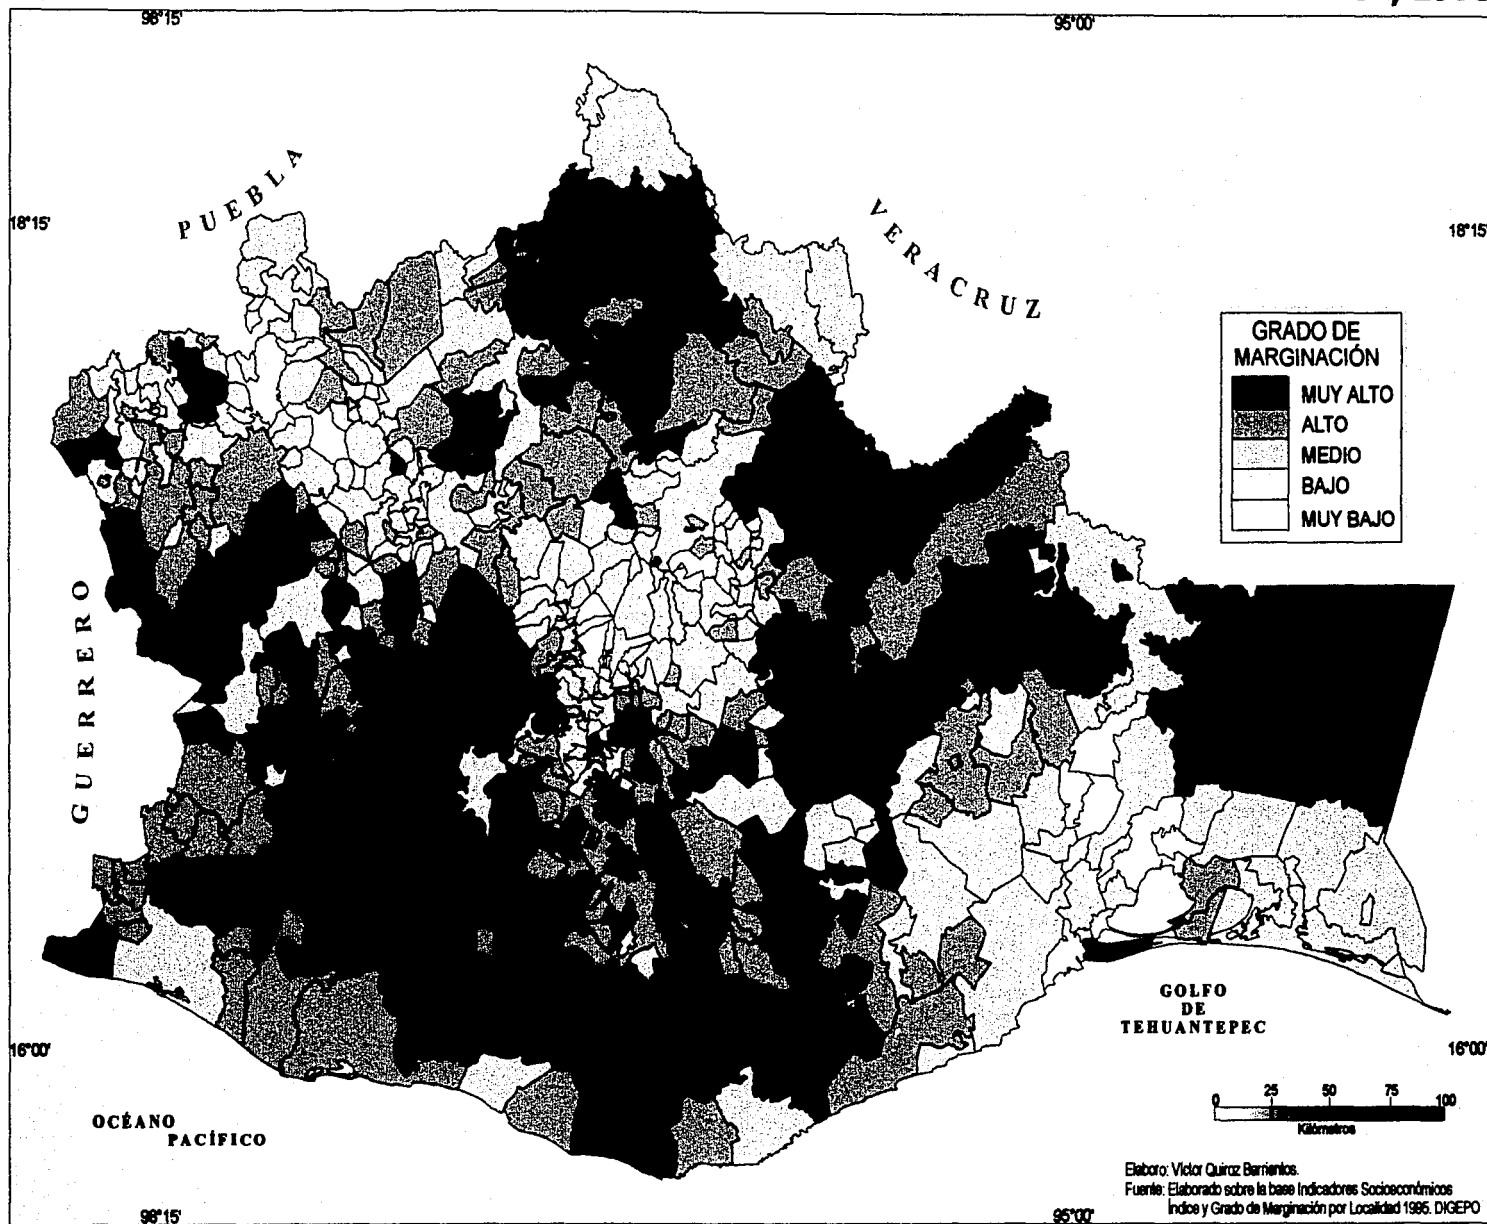 98°15'
95°00'
PUEBLA
VERACRUZ
18°15'
18°15'
GRADO DE
MARGINACIÓN
MUY ALTO
ALTO
MEDIO
BAJO
MUY BAJO
GUERRERO
GOLFO
DE
TEHUANTEPEC
16°00'
16°00'
0 25 50 75 100
Kilómetros
OCÉANO
PACÍFICO
Elaboro: Víctor Quiroz Barrientos.
Fuente: Elaborado sobre la base Indicadores Socioeconómicos
Índice y Grado de Marginación por Localidad 1995. DIGEPO
98°15'
95°00'